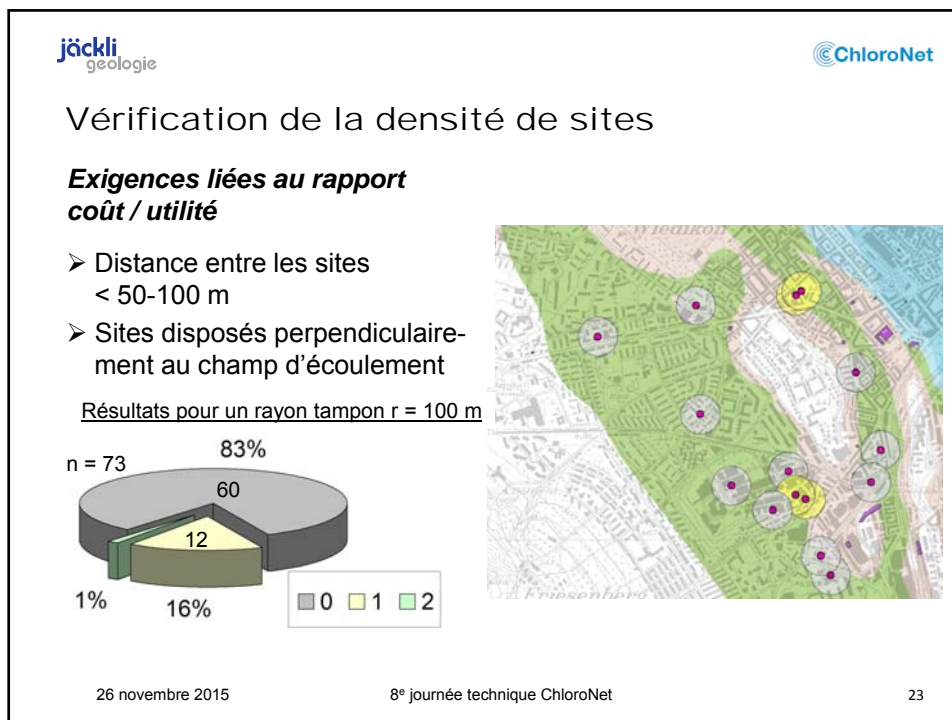 jäckli
geologie
ChloroNet
Vérification de la densité de sites
Exigences liées au rapport
coût / utilité
➢ Distance entre les sites
< 50-100 m
➢ Sites disposés perpendiculaire-
ment au champ d’écoulement
Résultats pour un rayon tampon r = 100 m
n = 73
83%
60
12
1%
16%
0 1 2
Wiedikon
Friesenberg
26 novembre 2015 8e journée technique ChloroNet 23